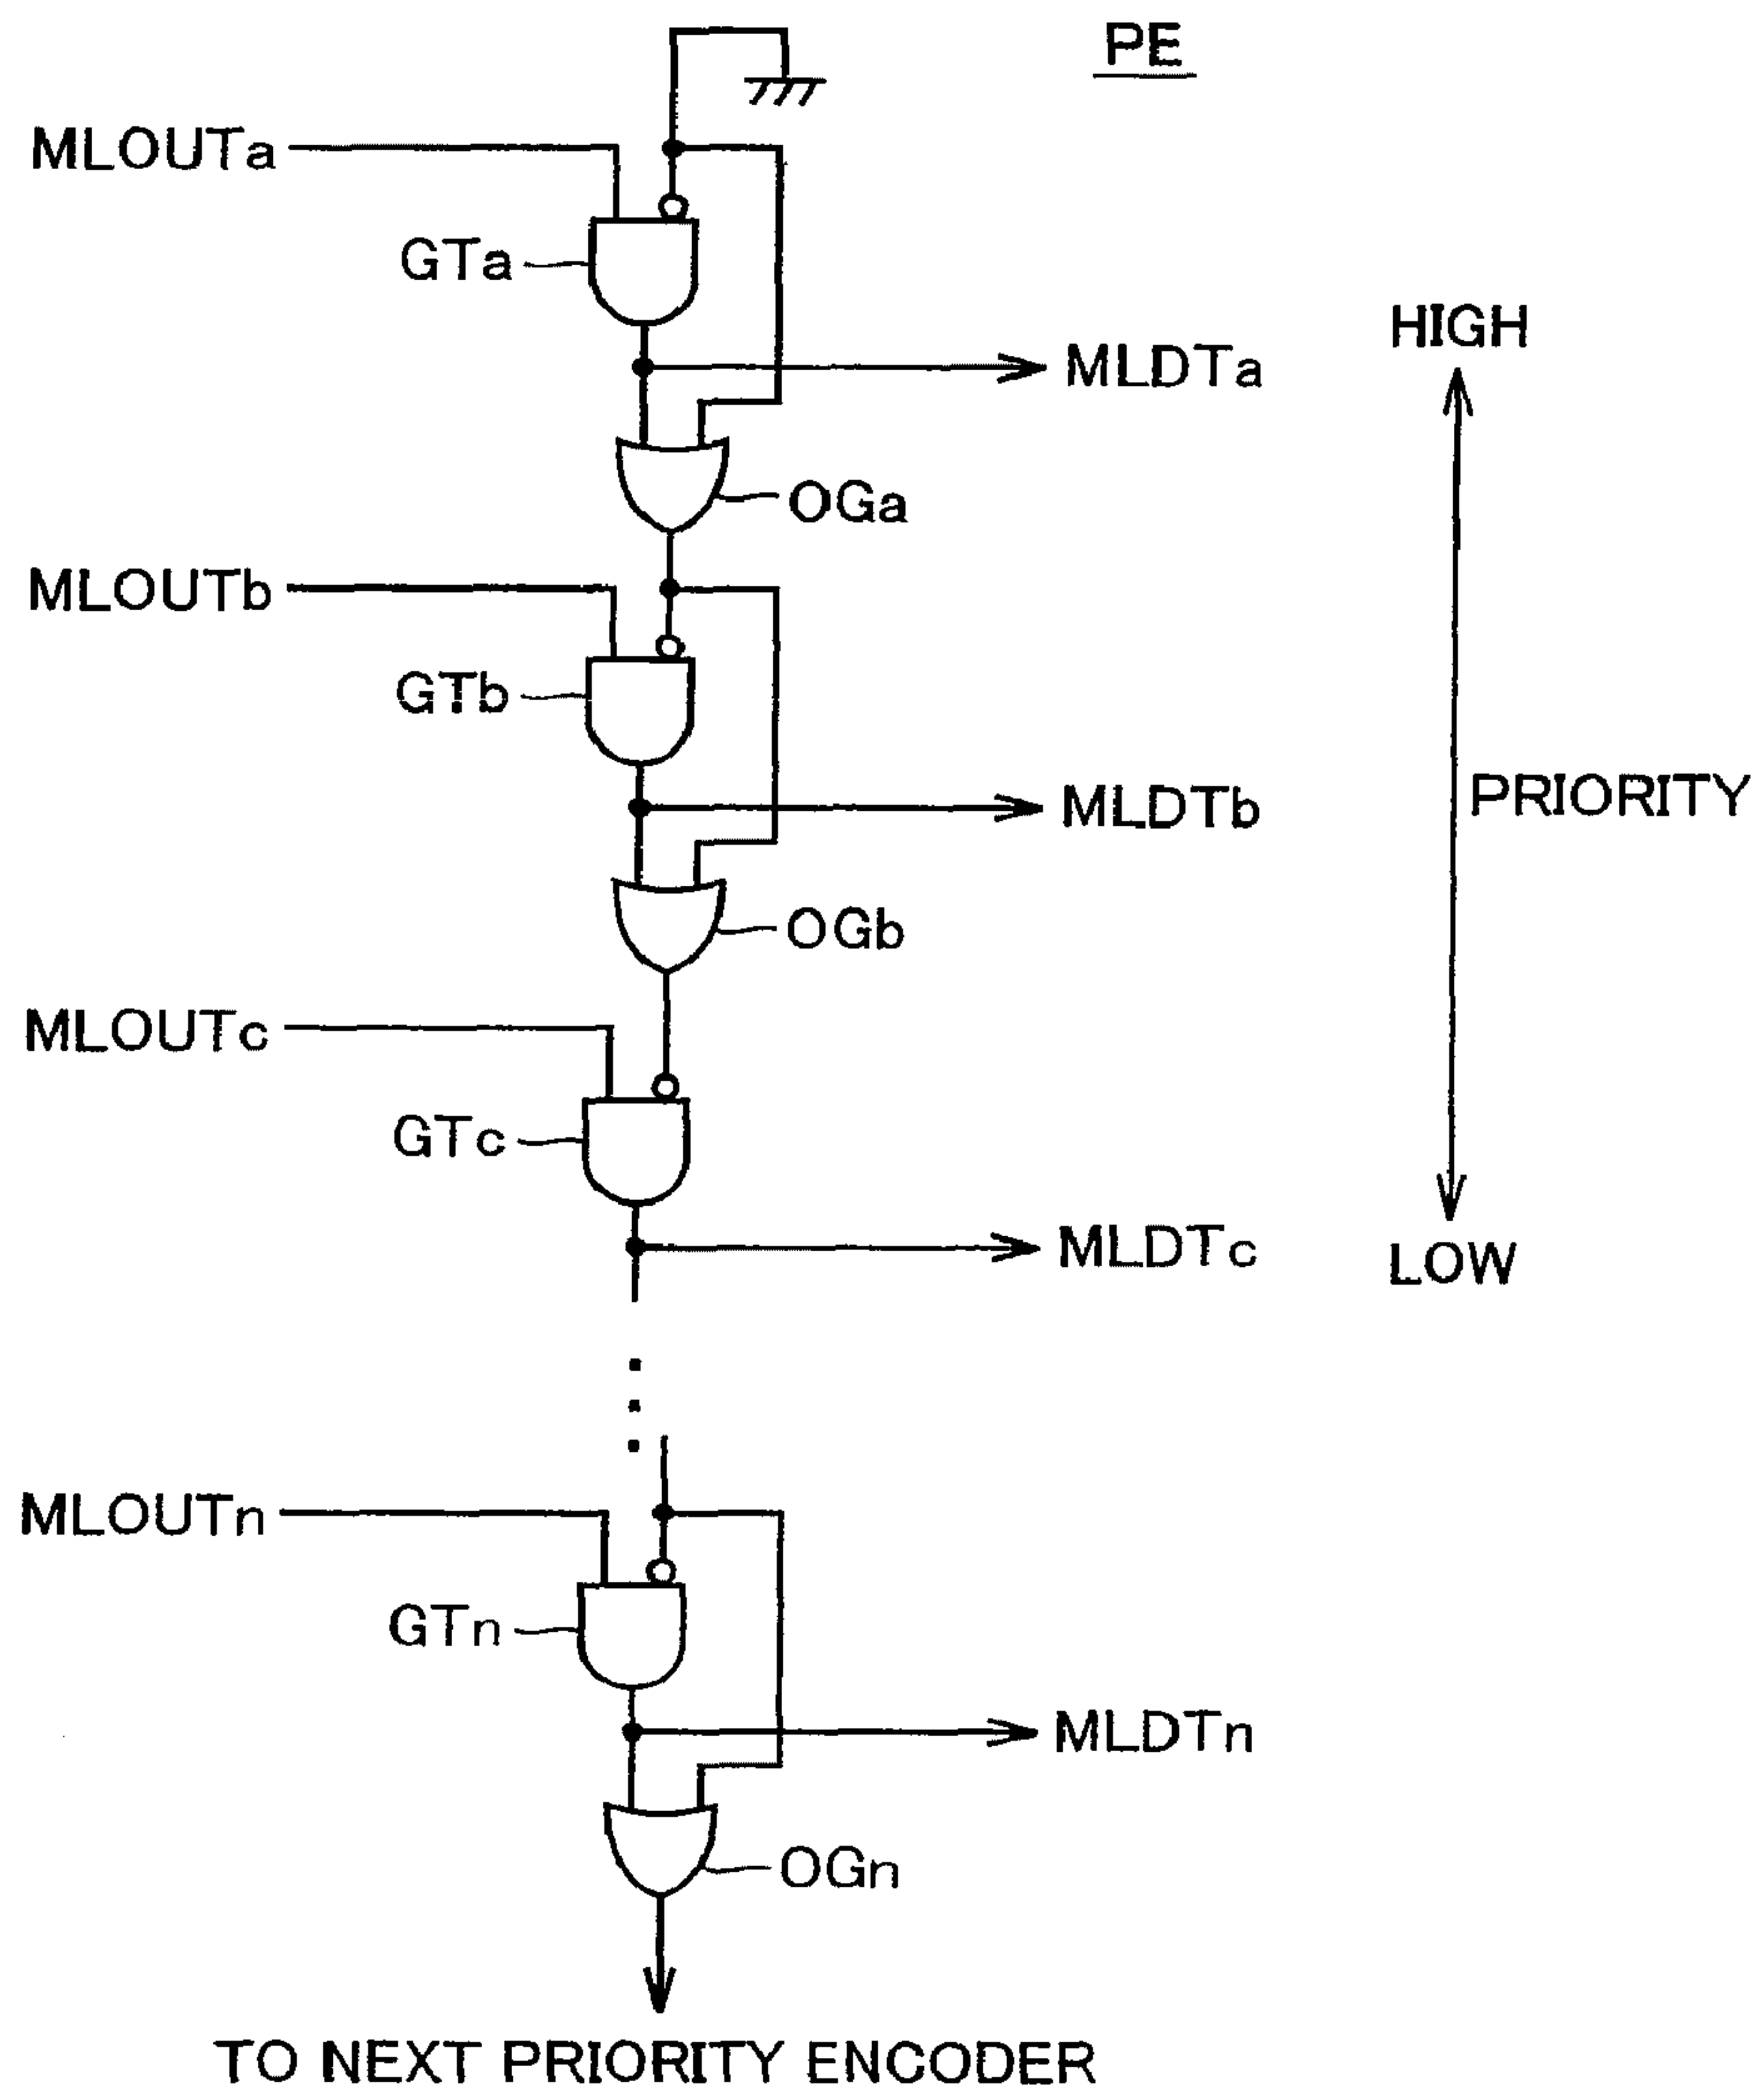 PE
MLOUTa
GTa
HIGH
MLDTa
OGa
MLOUTb
GTb
PRIORITY
MLDTb
OGb
MLOUTc
GTc
MLDTc
LOW
MLOUTn
GTn
MLDTn
OGn
TO NEXT PRIORITY ENCODER